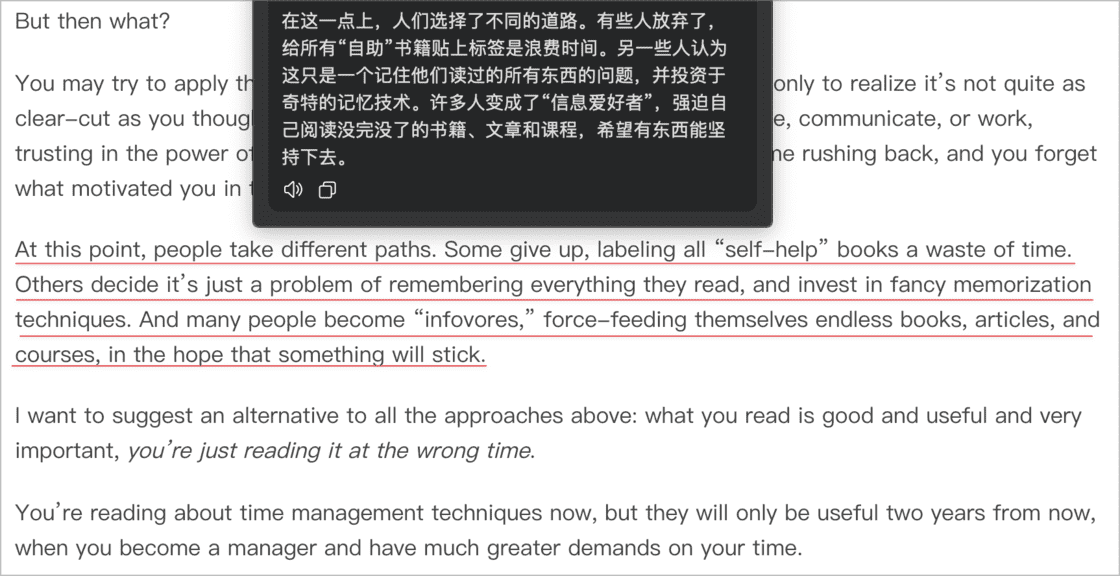 But then what?
在这一点上，人们选择了不同的道路。有些人放弃了，
给所有“自助”书籍贴上标签是浪费时间。另一些人认为
这只是一个记住他们读过的所有东西的问题，并投资于
奇特的记忆技术。许多人变成了“信息爱好者”，强迫自
己阅读没完没了的书籍、文章和课程，希望有东西能坚
持下去。
You may try to apply only to realize it’s not quite as
clear-cut as you communicate, or work,
trusting in the power rushing back, and you forget
what motivated you in
At this point, people take different paths. Some give up, labeling all “self-help” books a waste of time.
Others decide it’s just a problem of remembering everything they read, and invest in fancy memorization
techniques. And many people become “infovores,” force-feeding themselves endless books, articles, and
courses, in the hope that something will stick.
I want to suggest an alternative to all the approaches above: what you read is good and useful and very
important, you’re just reading it at the wrong time.
You’re reading about time management techniques now, but they will only be useful two years from now,
when you become a manager and have much greater demands on your time.